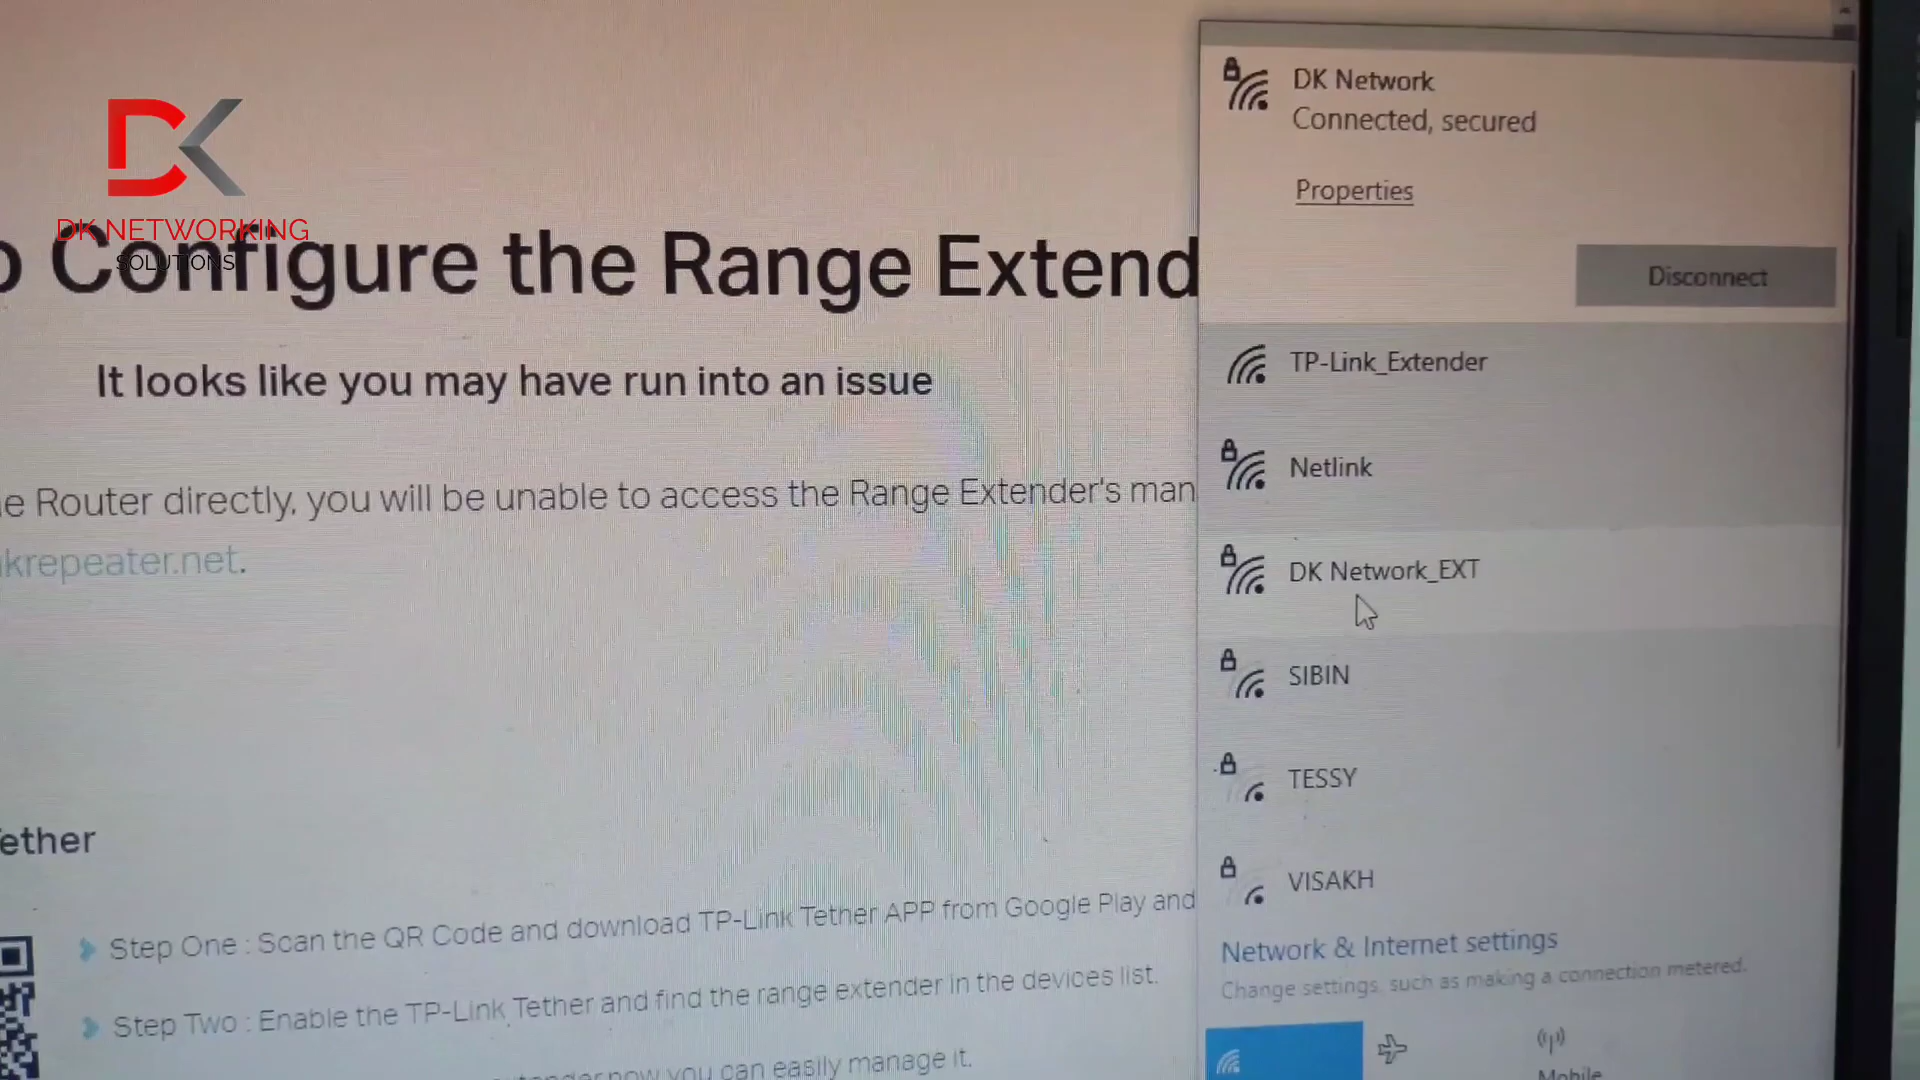 DK
DK NETWORKING
SOLUTIONS
Configure the Range Extend
It looks like you may have run into an issue
Router directly, you will be unable to access the Range Extender's man
krepeater.net.
ether
Step One : Scan the QR Code and download TP-Link Tether APP from Google Play and
Step Two : Enable the TP-Link Tether and find the range extender in the devices list.
now you can easily manage it.
DK Network
Connected, secured
Properties
Disconnect
TP-Link_Extender
Netlink
DK Network_EXT
SIBIN
TESSY
VISAKH
Network & Internet settings
Change settings, such as making a connection metered.
Mobile